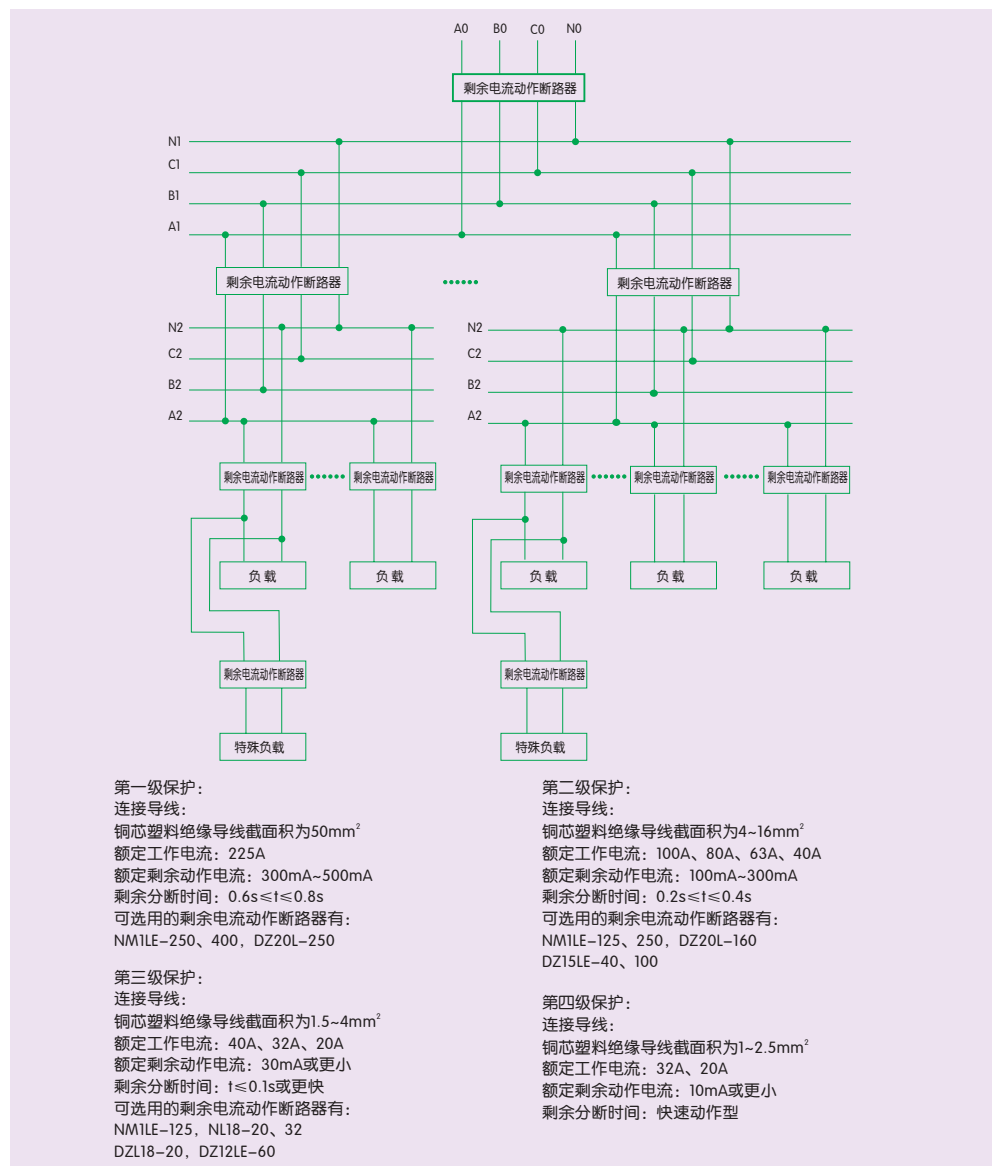 A0 B0 C0 N0
剩余电流动作断路器
N1
C1
B1
A1
剩余电流动作断路器 剩余电流动作断路器
N2 N2
C2 C2
B2 B2
A2 A2
剩余电流动作断路器 剩余电流动作断路器 剩余电流动作断路器 剩余电流动作断路器 剩余电流动作断路器
负载 负载 负载 负载 负载
剩余电流动作断路器 剩余电流动作断路器
特殊负载 特殊负载
第一级保护：
连接导线：
铜芯塑料绝缘导线截面积为50mm²
额定工作电流：225A
额定剩余动作电流：300mA~500mA
剩余分断时间：0.6s≤t≤0.8s
可选用的剩余电流动作断路器有：
NM1LE-250、400，DZ20L-250
第二级保护：
连接导线：
铜芯塑料绝缘导线截面积为4~16mm²
额定工作电流：100A、80A、63A、40A
额定剩余动作电流：100mA~300mA
剩余分断时间：0.2s≤t≤0.4s
可选用的剩余电流动作断路器有：
NM1LE-125、250，DZ20L-160
DZ15LE-40、100
第三级保护：
连接导线：
铜芯塑料绝缘导线截面积为1.5~4mm²
额定工作电流：40A、32A、20A
额定剩余动作电流：30mA或更小
剩余分断时间：t≤0.1s或更快
可选用的剩余电流动作断路器有：
NM1LE-125，NL18-20、32
DZL18-20，DZ12LE-60
第四级保护：
连接导线：
铜芯塑料绝缘导线截面积为1~2.5mm²
额定工作电流：32A、20A
额定剩余动作电流：10mA或更小
剩余分断时间：快速动作型